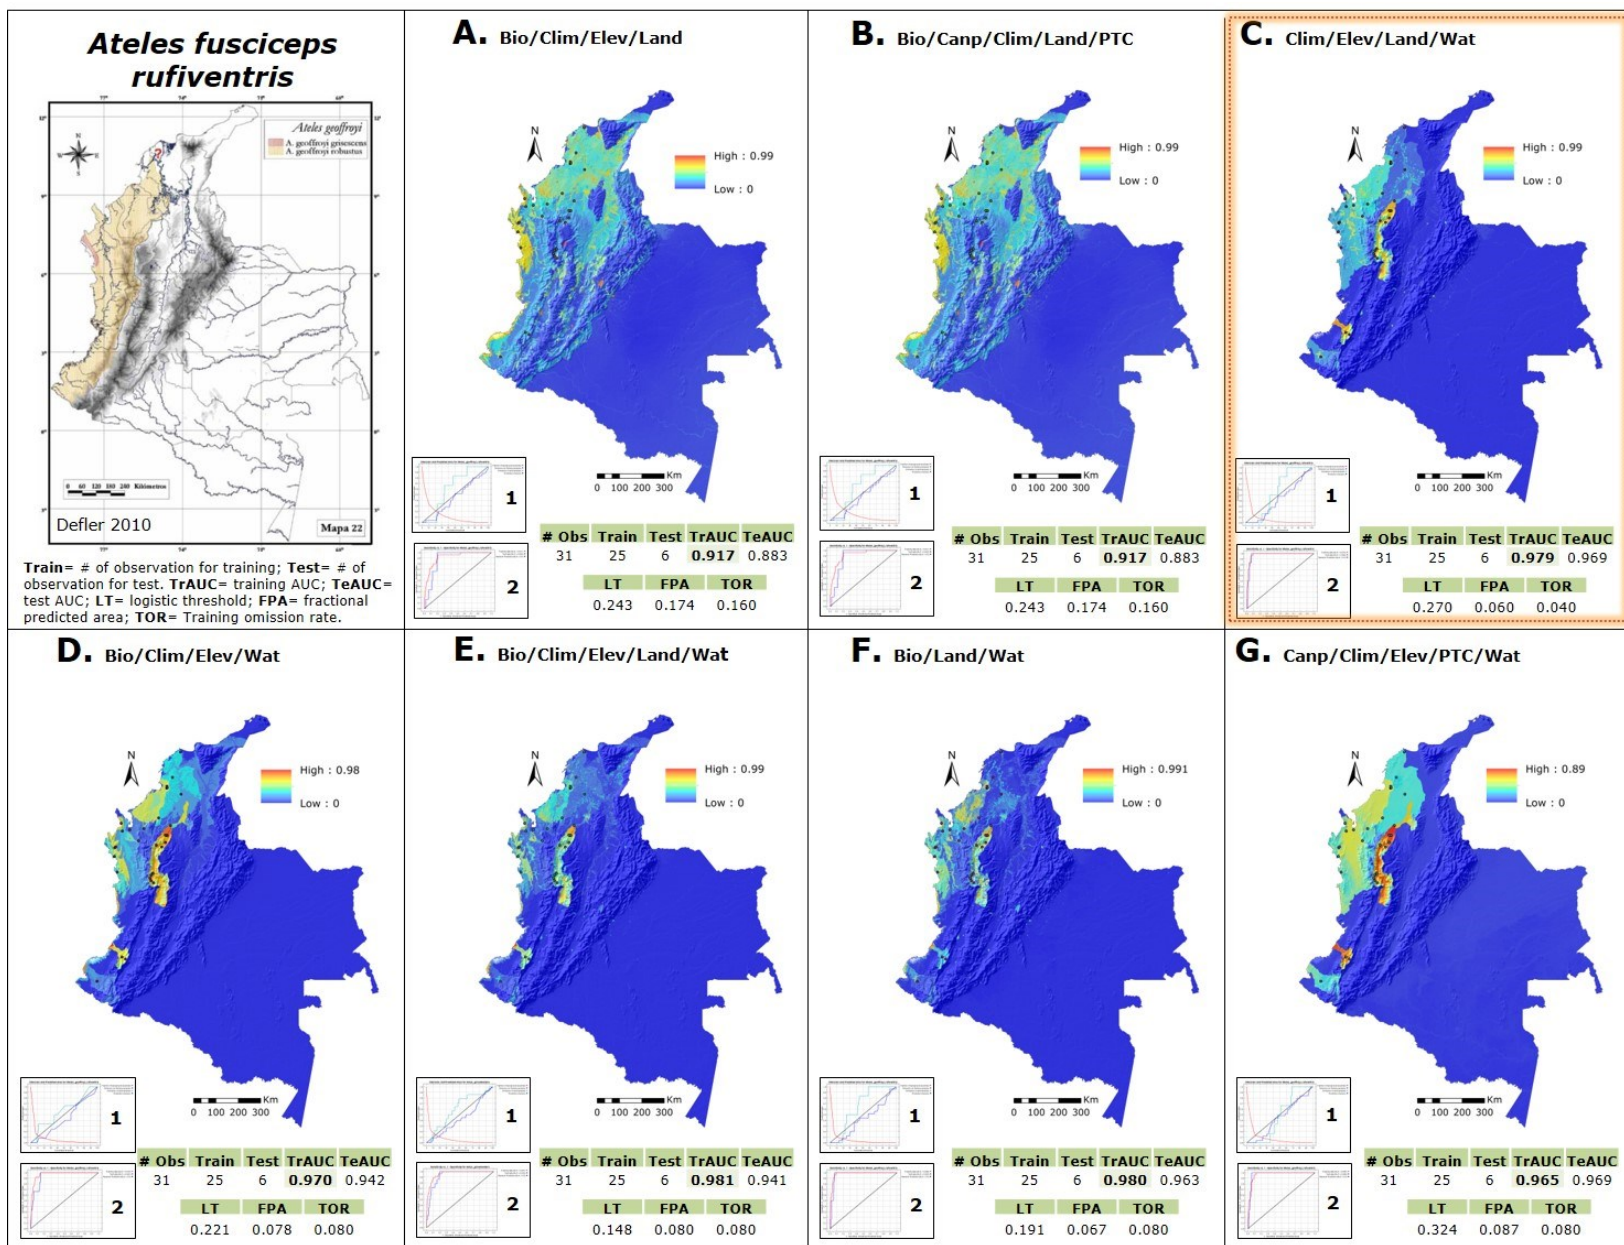 Ateles fusciceps
rufiventris
Ateles geoffroyi
A. geoffroyi grisescens
A. geoffroyi robustus
?
N
W
E
S
0 60 120 180 240 Kilómetros
Defler 2010
Mapa 22
Train= # of observation for training; Test= # of
observation for test. TrAUC= training AUC; TeAUC=
test AUC; LT= logistic threshold; FPA= fractional
predicted area; TOR= Training omission rate.
A. Bio/Clim/Elev/Land
N
High : 0.99
Low : 0
Km
0 100 200 300
1
2
# Obs Train Test TrAUC TeAUC
31 25 6 0.917 0.883
LT FPA TOR
0.243 0.174 0.160
B. Bio/Canp/Clim/Land/PTC
N
High : 0.99
Low : 0
Km
0 100 200 300
1
2
# Obs Train Test TrAUC TeAUC
31 25 6 0.917 0.883
LT FPA TOR
0.243 0.174 0.160
C. Clim/Elev/Land/Wat
N
High : 0.99
Low : 0
Km
0 100 200 300
1
2
# Obs Train Test TrAUC TeAUC
31 25 6 0.979 0.969
LT FPA TOR
0.270 0.060 0.040
D. Bio/Clim/Elev/Wat
N
High : 0.98
Low : 0
Km
0 100 200 300
1
2
# Obs Train Test TrAUC TeAUC
31 25 6 0.970 0.942
LT FPA TOR
0.221 0.078 0.080
E. Bio/Clim/Elev/Land/Wat
N
High : 0.99
Low : 0
Km
0 100 200 300
1
2
# Obs Train Test TrAUC TeAUC
31 25 6 0.981 0.941
LT FPA TOR
0.148 0.080 0.080
F. Bio/Land/Wat
N
High : 0.991
Low : 0
Km
0 100 200 300
1
2
# Obs Train Test TrAUC TeAUC
31 25 6 0.980 0.963
LT FPA TOR
0.191 0.067 0.080
G. Canp/Clim/Elev/PTC/Wat
N
High : 0.89
Low : 0
Km
0 100 200 300
1
2
# Obs Train Test TrAUC TeAUC
31 25 6 0.965 0.969
LT FPA TOR
0.324 0.087 0.080